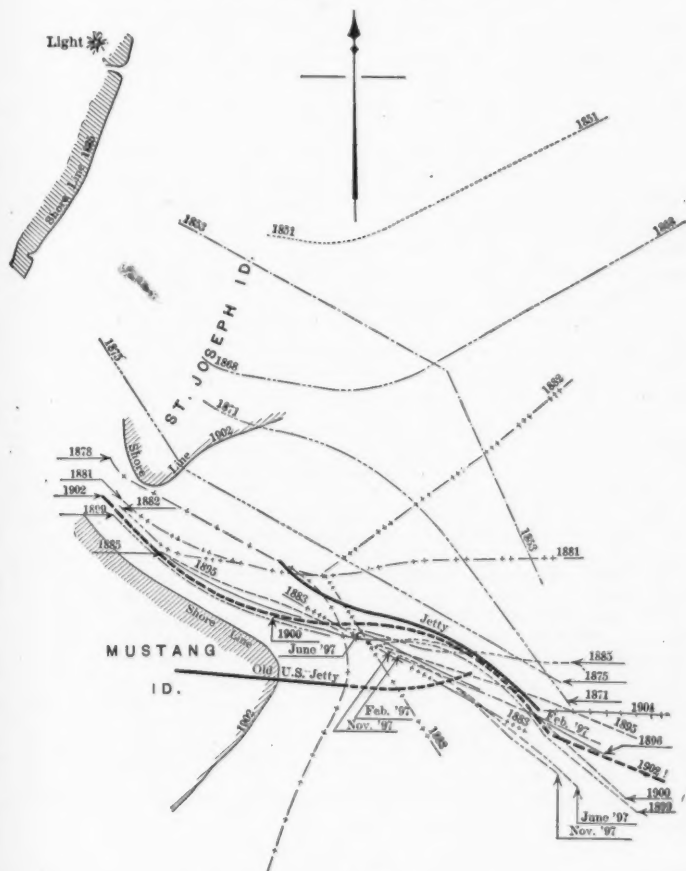 Light
Shore Line
1851
1853
1851
1868
ST. JOSEPH ID.
1875
1868
1882
1871
1902
Shore Line
1878
1881
1902
1882
1899
1885
1895
1853
1881
1883
Jetty
Shore Line
1900
June '97
MUSTANG
ID.
Old U.S. Jetty
1885
1875
1871
1904
Feb. '97
Nov. '97
1902
1883
Feb. '97
1895
1896
1902
1900
1899
June '97
Nov. '97